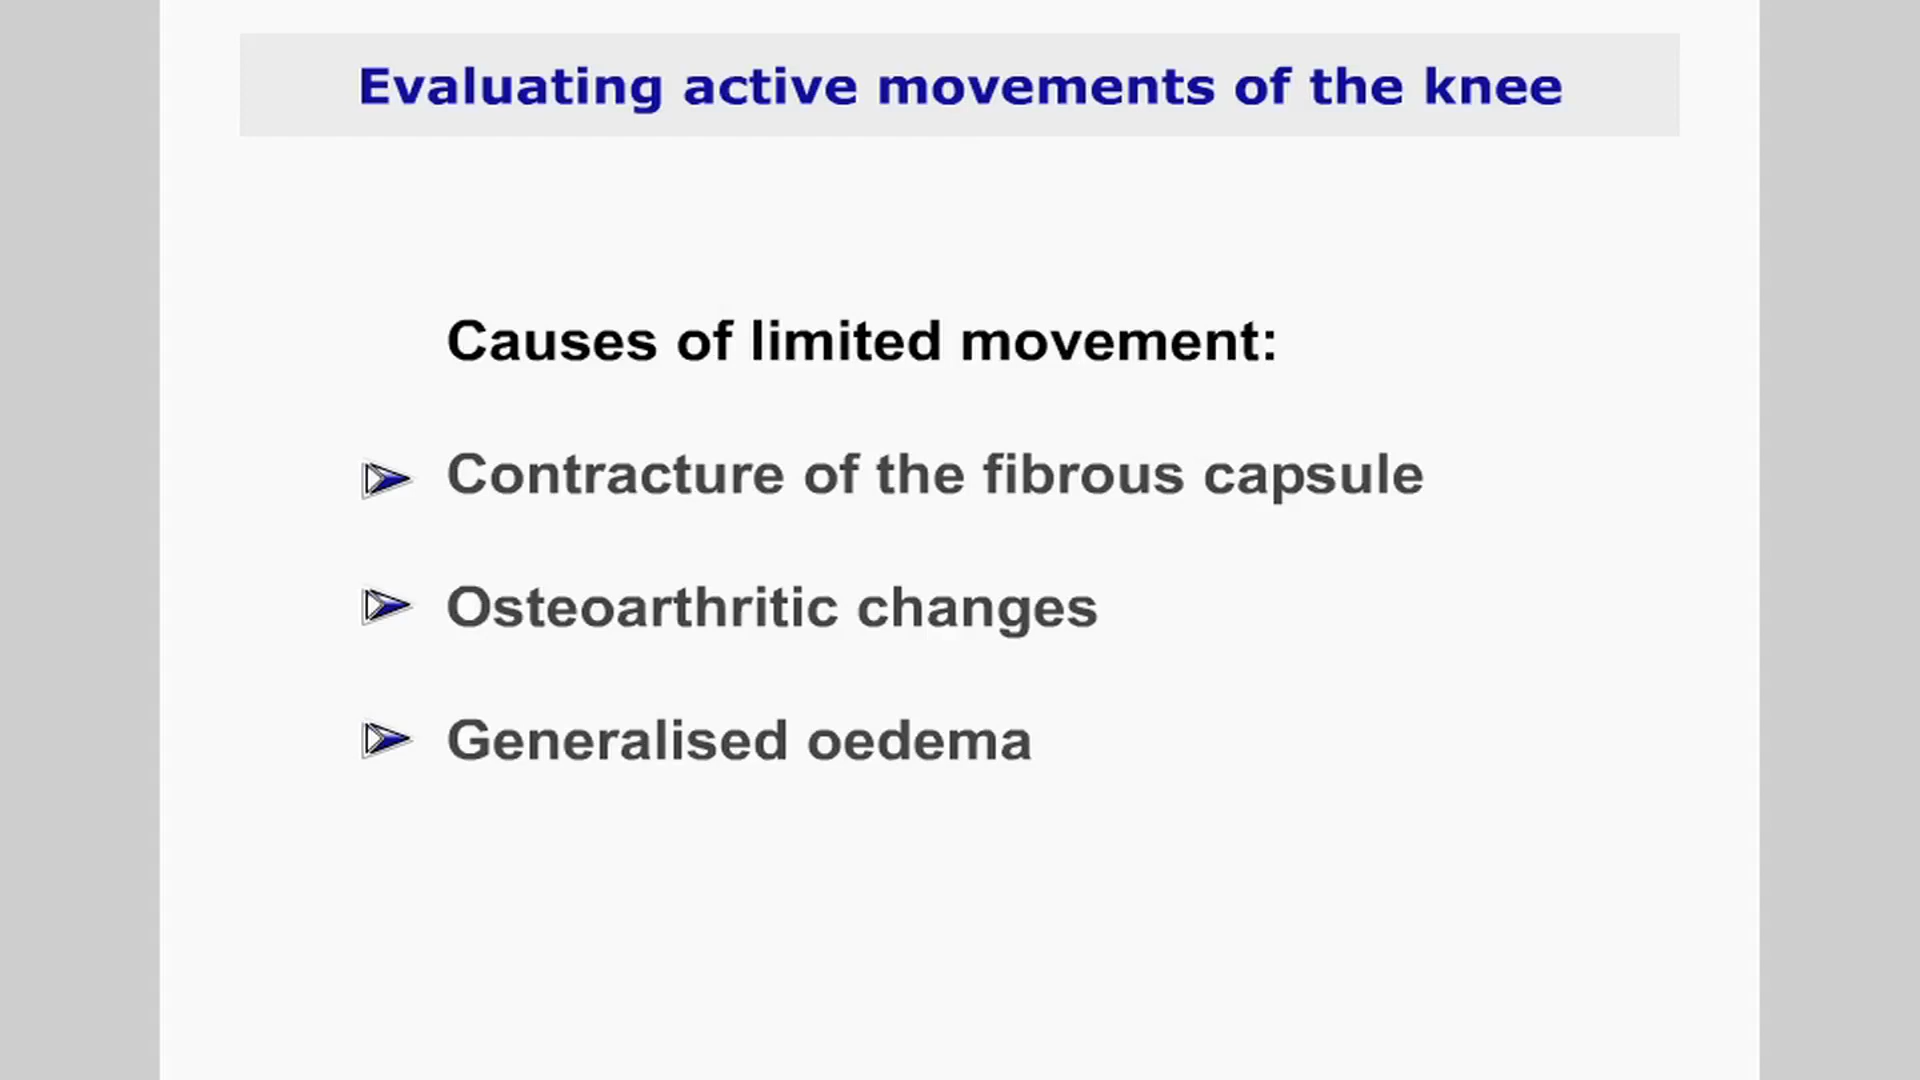 Evaluating active movements of the knee
Causes of limited movement:
Contracture of the fibrous capsule
Osteoarthritic changes
Generalised oedema